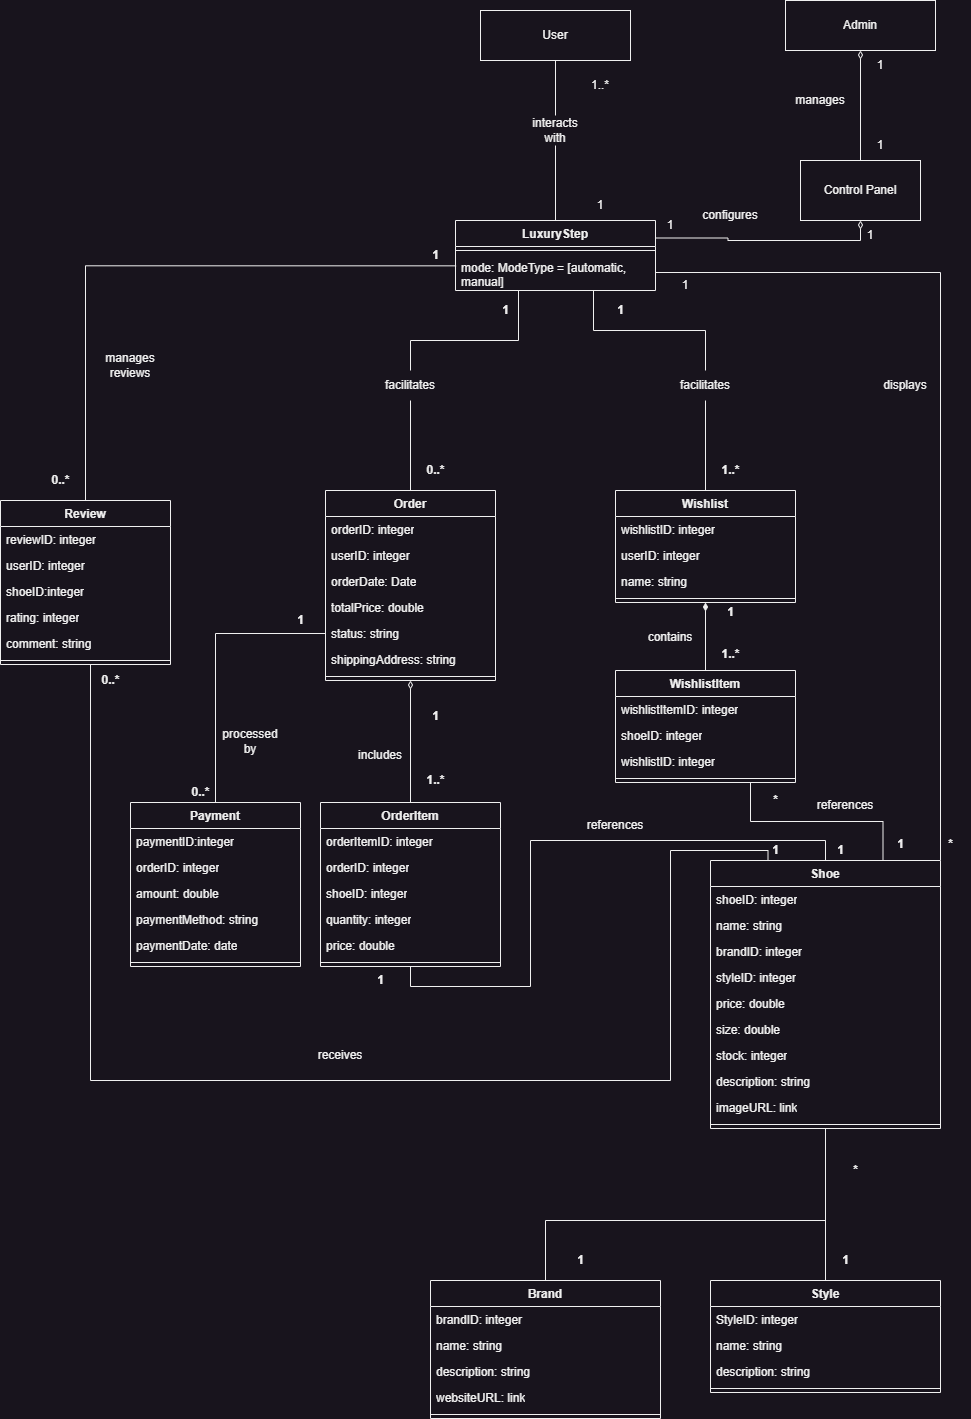 User
Admin
1..*
1
manages
interacts
with
1
Control Panel
1
configures
1
1
LuxuryStep
mode: ModeType = [automatic,
manual]
1
1
1
1
manages
reviews
facilitates
facilitates
displays
0..*
0..*
1..*
Review
reviewID: integer
userID: integer
shoeID:integer
rating: integer
comment: string
0..*
Order
orderID: integer
userID: integer
orderDate: Date
totalPrice: double
status: string
shippingAddress: string
1
1
Wishlist
wishlistID: integer
userID: integer
name: string
1
contains
1..*
WishlistItem
wishlistItemID: integer
shoeID: integer
wishlistID: integer
processed
by
includes
0..*
1..*
*
references
references
1
1
1
*
Payment
paymentID:integer
orderID: integer
amount: double
paymentMethod: string
paymentDate: date
OrderItem
orderItemID: integer
orderID: integer
shoeID: integer
quantity: integer
price: double
1
receives
Shoe
shoeID: integer
name: string
brandID: integer
styleID: integer
price: double
size: double
stock: integer
description: string
imageURL: link
*
1
1
Brand
brandID: integer
name: string
description: string
websiteURL: link
Style
StyleID: integer
name: string
description: string